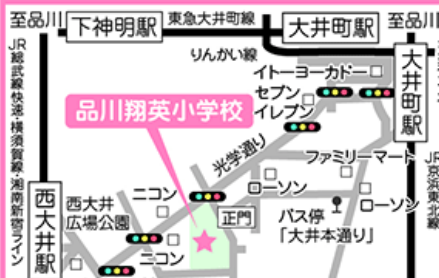 至品川
下神明駅
東急大井町線
大井町駅
至品川
りんかい線
イトーヨーカドー
セブン
イレブン
大井町駅
JR総武線快速・横須賀線・湘南新宿ライン
品川翔英小学校
光学通り
ファミリーマート
JR京浜東北線
ローソン
ローソン
ニコン
西大井
広場公園
正門
バス停
「大井本通り」
西大井駅
ニコン